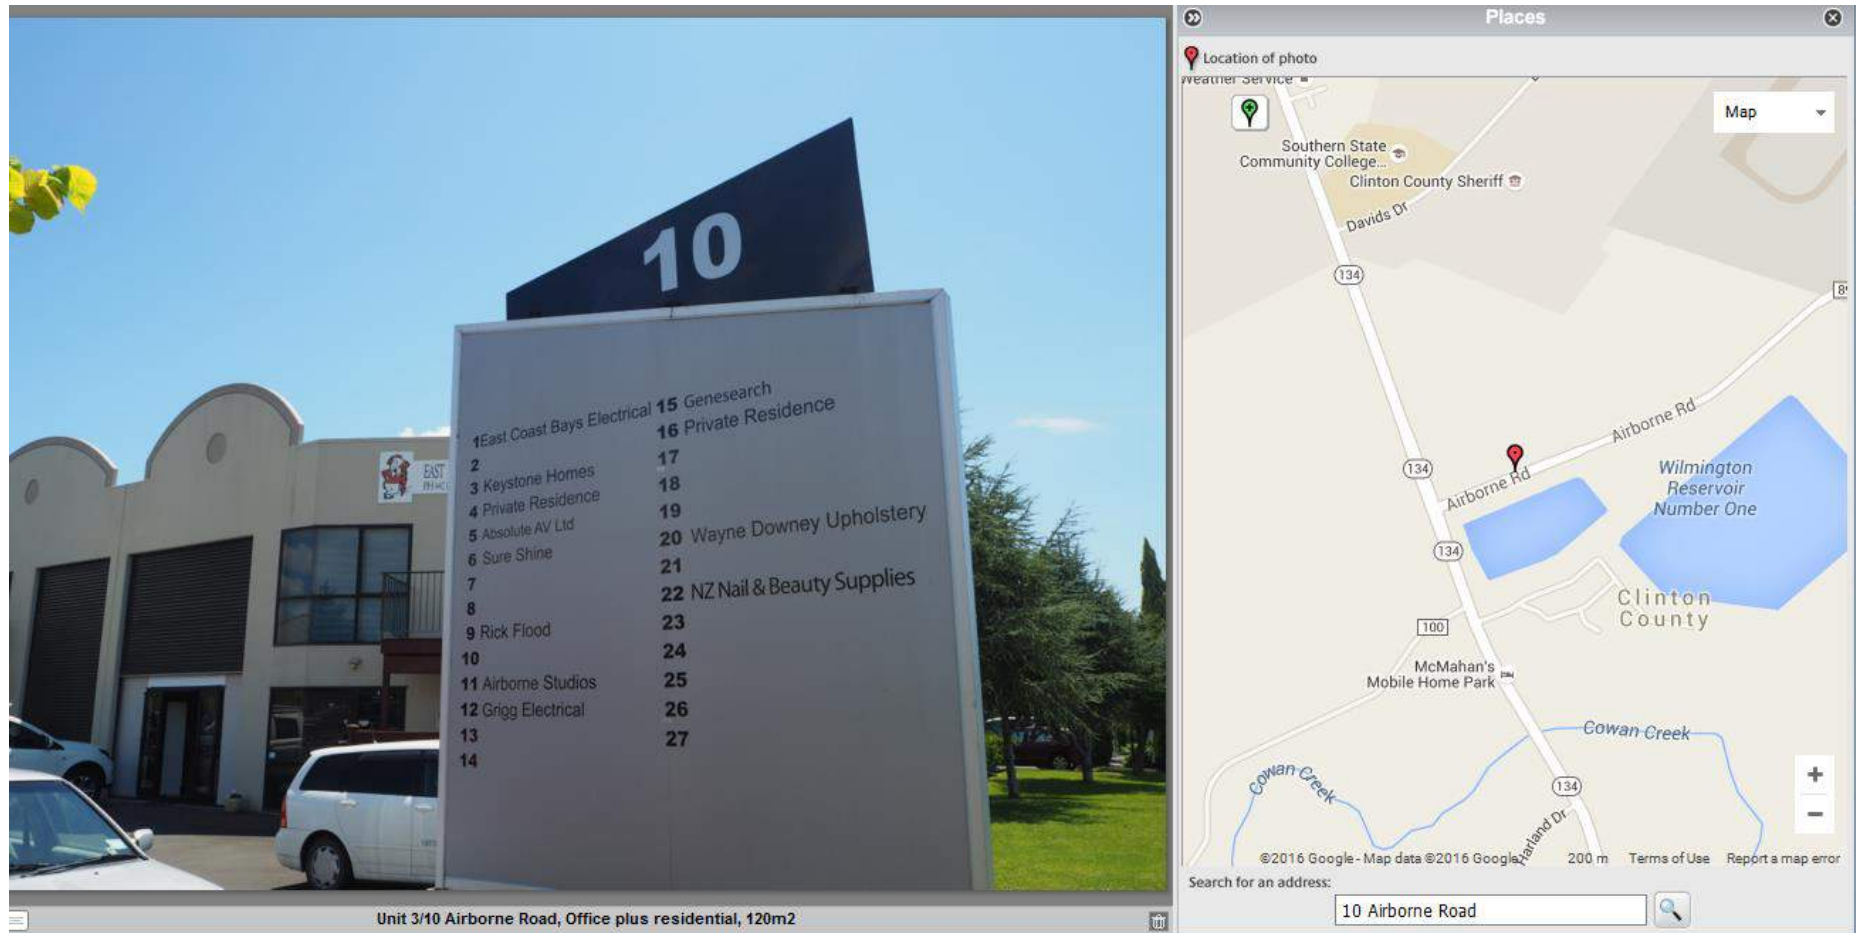 10
1 East Coast Bays Electrical
2
3 Keystone Homes
4 Private Residence
5 Absolute AV Ltd
6 Sure Shine
7
8
9 Rick Flood
10
11 Airborne Studios
12 Grigg Electrical
13
14
15 Genesearch
16 Private Residence
17
18
19
20 Wayne Downey Upholstery
21
22 NZ Nail & Beauty Supplies
23
24
25
26
27
EAST
Unit 3/10 Airborne Road, Office plus residential, 120m2
Places
Location of photo
Weather Service
Map
Southern State
Community College...
Clinton County Sheriff
Davids Dr
134
Airborne Rd
134
Airborne Rd
Wilmington
Reservoir
Number One
134
Clinton
County
100
McMahan's
Mobile Home Park
Cowan Creek
Cowan Creek
134
Harland Dr
+
−
©2016 Google - Map data ©2016 Google
200 m
Terms of Use
Report a map error
Search for an address:
10 Airborne Road